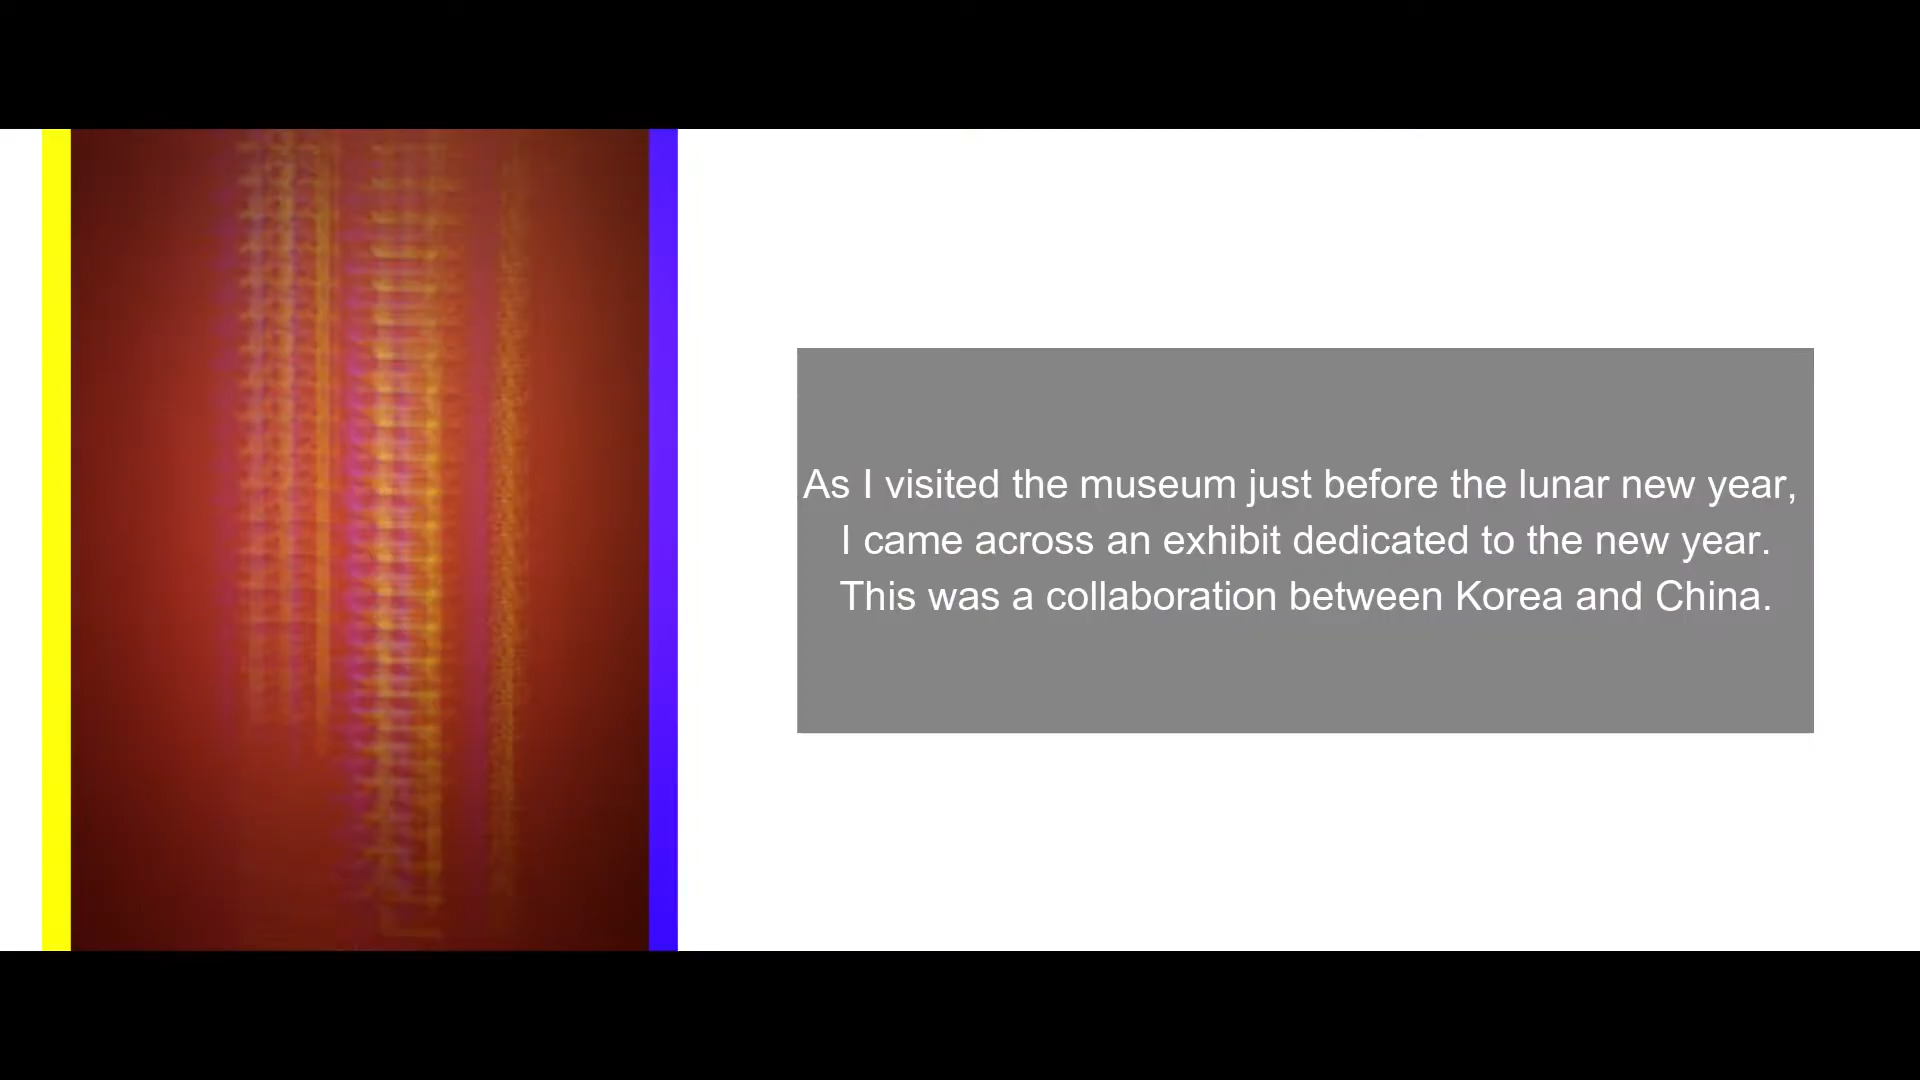 As I visited the museum just before the lunar new year,
I came across an exhibit dedicated to the new year.
This was a collaboration between Korea and China.